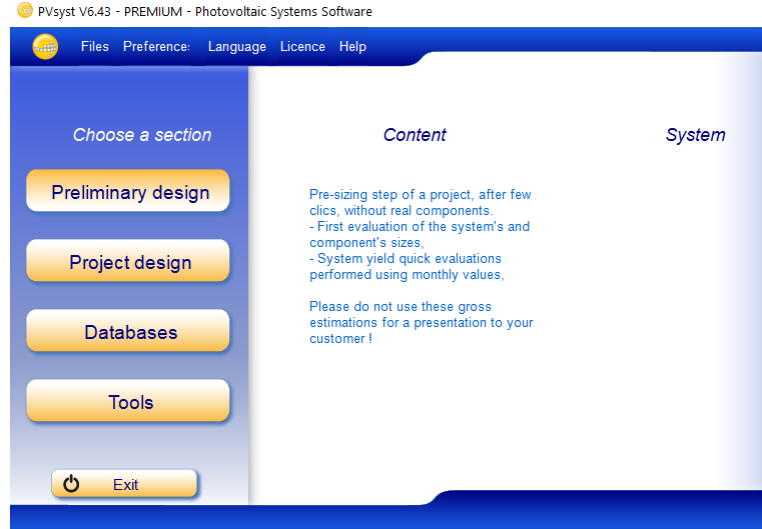 PVsyst V6.43 - PREMIUM - Photovoltaic Systems Software
Files Preference: Language Licence Help
Choose a section
Content
System
Preliminary design
Project design
Databases
Tools
Exit
Pre-sizing step of a project, after few
clics, without real components.
- First evaluation of the system's and
component's sizes,
- System yield quick evaluations
performed using monthly values,
Please do not use these gross
estimations for a presentation to your
customer !